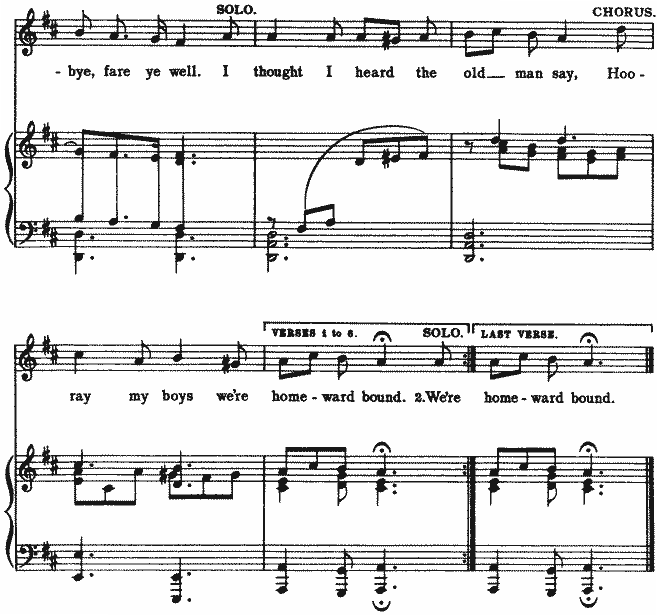 SOLO.
CHORUS.
- bye, fare ye well. I thought I heard the old man say, Hoo -
VERSES 1 to 6. SOLO. LAST VERSE.
ray my boys we're home - ward bound. 2.We're home - ward bound.